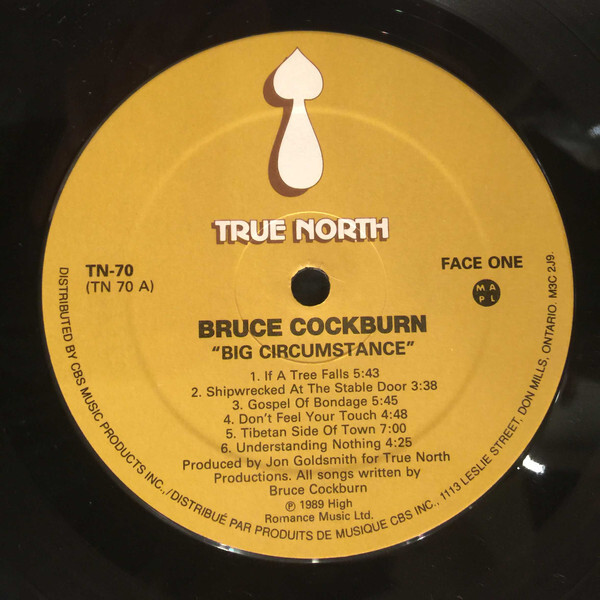 TRUE NORTH
TN-70
(TN 70 A)
FACE ONE
M A
P L
BRUCE COCKBURN
“BIG CIRCUMSTANCE”
1. If A Tree Falls 5:43
2. Shipwrecked At The Stable Door 3:38
3. Gospel Of Bondage 5:45
4. Don't Feel Your Touch 4:48
5. Tibetan Side Of Town 7:00
6. Understanding Nothing 4:25
Produced by Jon Goldsmith for True North
Productions. All songs written by
Bruce Cockburn
℗ 1989 High
Romance Music Ltd.
DISTRIBUTED BY CBS MUSIC PRODUCTS INC.,/DISTRIBUÉ PAR PRODUITS DE MUSIQUE CBS INC., 1113 LESLIE STREET, DON MILLS, ONTARIO. M3C 2J9.